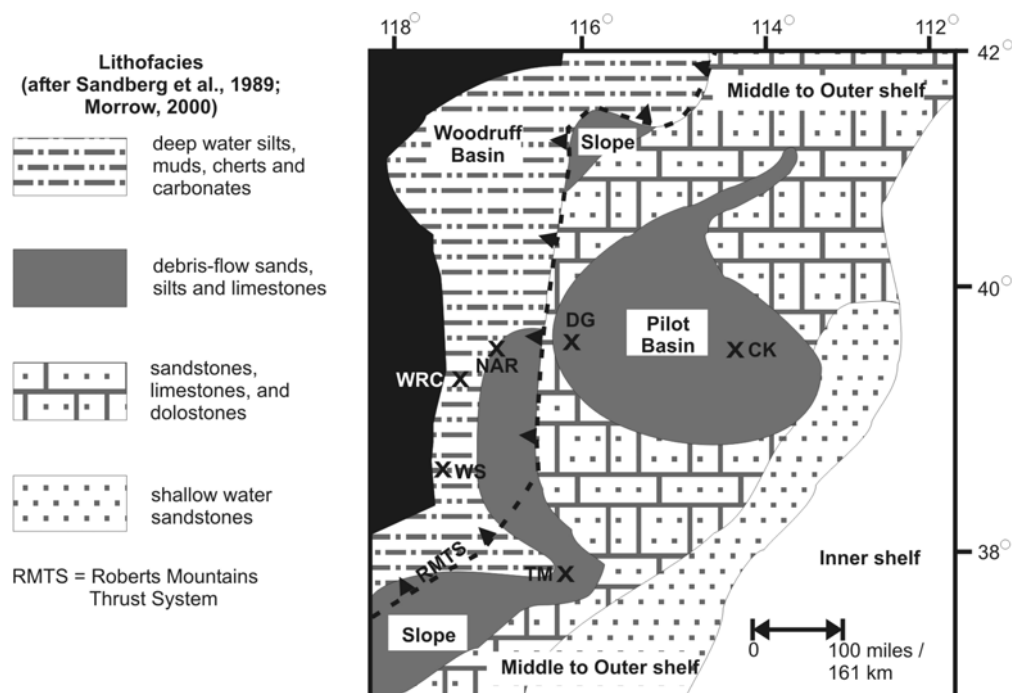 118○
116○
114○
112○
42○
Lithofacies
(after Sandberg et al., 1989;
Morrow, 2000)
deep water silts,
muds, cherts and
carbonates
debris-flow sands,
silts and limestones
sandstones,
limestones, and
dolostones
shallow water
sandstones
RMTS = Roberts Mountains
Thrust System
Middle to Outer shelf
Woodruff
Basin
Slope
40○
DG
Pilot
Basin
CK
NAR
WRC
WS
38○
RMTS
TM
Inner shelf
Slope
Middle to Outer shelf
0
100 miles /
161 km